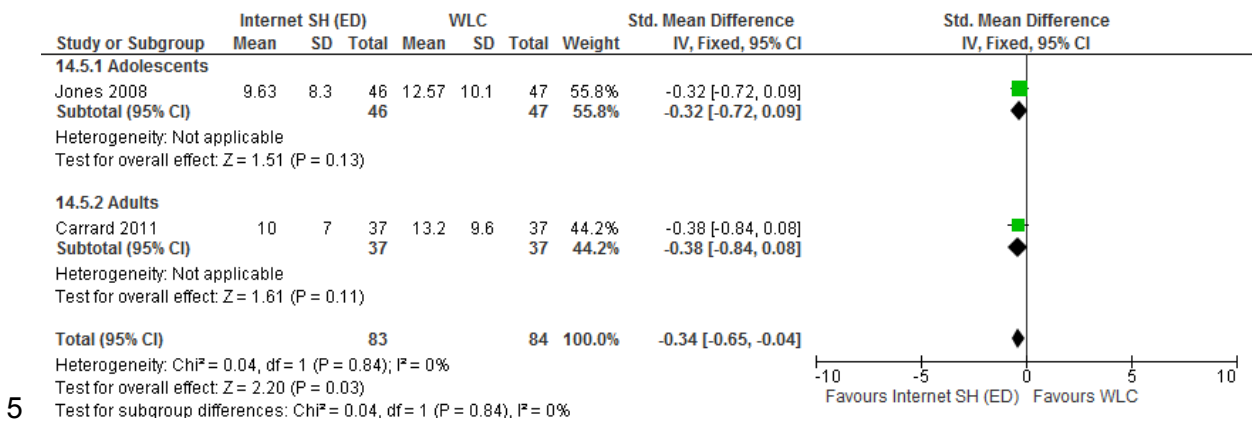 Internet SH (ED) WLC Std. Mean Difference Std. Mean Difference
Study or Subgroup Mean SD Total Mean SD Total Weight IV, Fixed, 95% CI IV, Fixed, 95% CI
14.5.1 Adolescents
Jones 2008 9.63 8.3 46 12.57 10.1 47 55.8% -0.32 [-0.72, 0.09]
Subtotal (95% CI) 46 47 55.8% -0.32 [-0.72, 0.09]
Heterogeneity: Not applicable
Test for overall effect: Z = 1.51 (P = 0.13)
14.5.2 Adults
Carrard 2011 10 7 37 13.2 9.6 37 44.2% -0.38 [-0.84, 0.08]
Subtotal (95% CI) 37 37 44.2% -0.38 [-0.84, 0.08]
Heterogeneity: Not applicable
Test for overall effect: Z = 1.61 (P = 0.11)
Total (95% CI) 83 84 100.0% -0.34 [-0.65, -0.04]
Heterogeneity: Chi² = 0.04, df = 1 (P = 0.84); I² = 0%
Test for overall effect: Z = 2.20 (P = 0.03)
Test for subgroup differences: Chi² = 0.04, df = 1 (P = 0.84), I² = 0%
-10 -5 0 5 10
Favours Internet SH (ED) Favours WLC
5